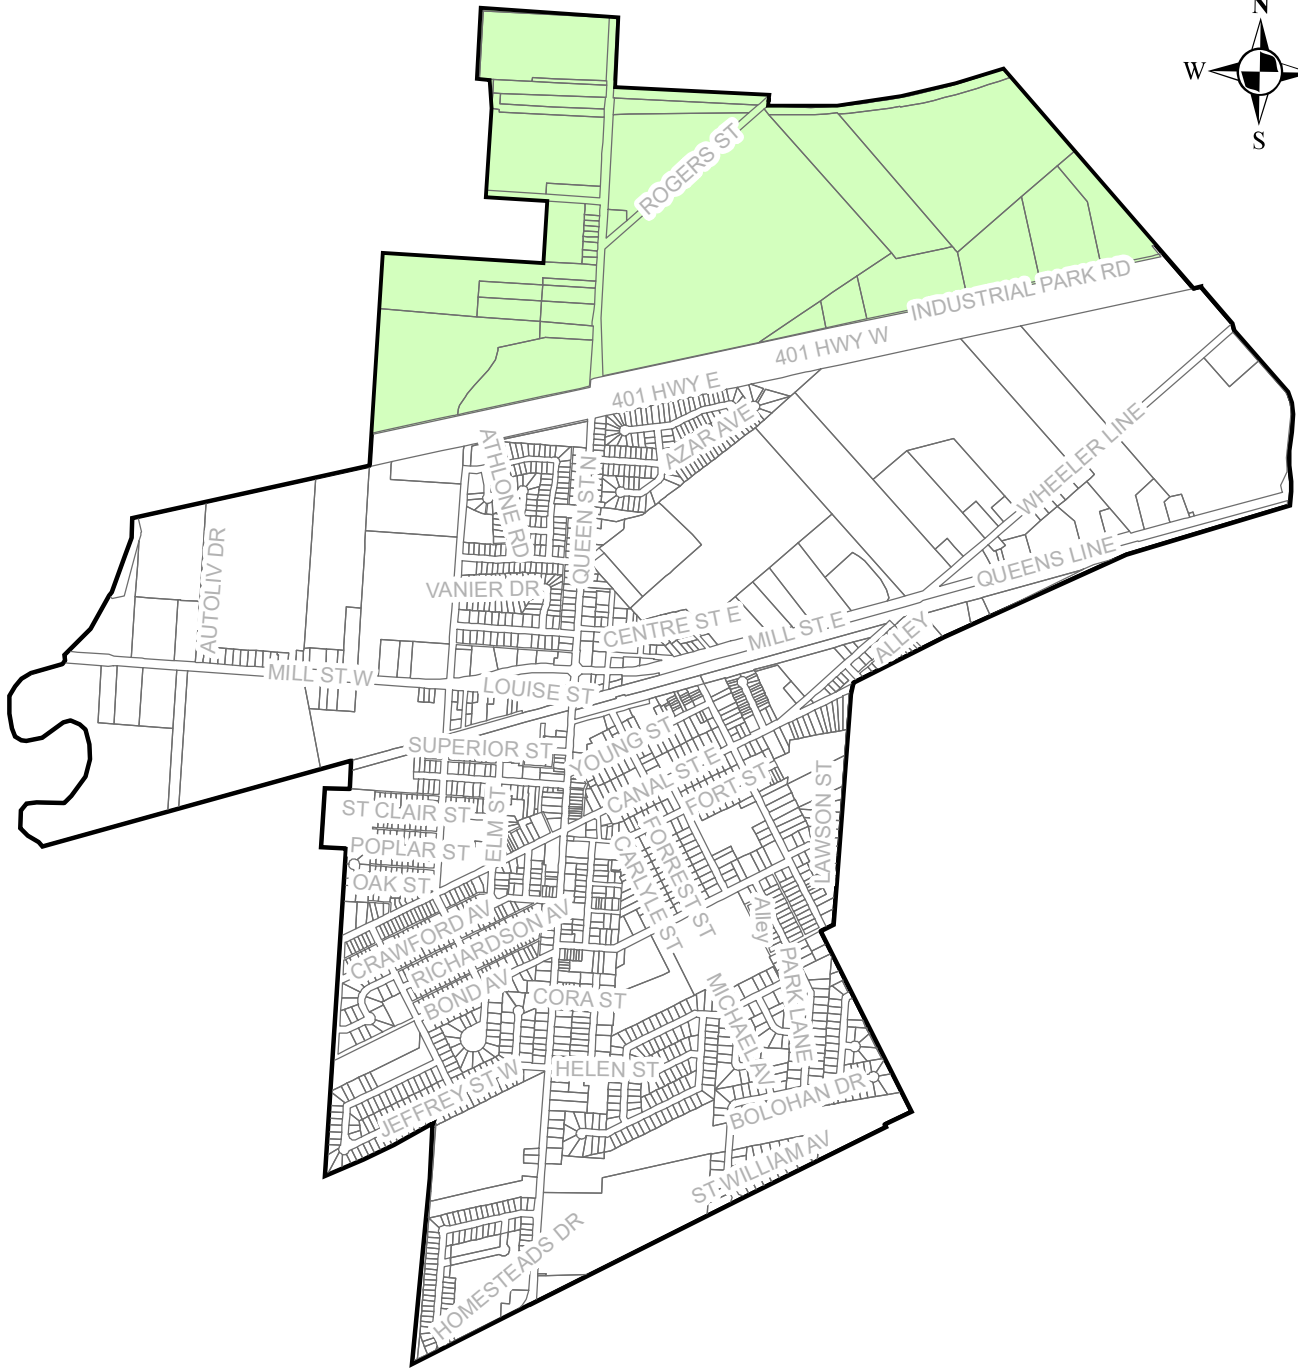 N
W
S
ROGERS ST
INDUSTRIAL PARK RD
401 HWY W
401 HWY E
AZAR AVE
ATHLONE RD
QUEEN ST N
WHEELER LINE
AUTOLIV DR
QUEENS LINE
VANIER DR
CENTRE ST E
MILL ST E
ALLEY
MILL ST W
LOUISE ST
SUPERIOR ST
YOUNG ST
CANAL ST E
FORT ST
LAWSON ST
ST CLAIR ST
ELM ST
POPLAR ST
OAK ST
CARLYLE ST
FORREST ST
CRAWFORD AV
RICHARDSON AV
Alley
BOND AV
CORA ST
MICHAEL AV
PARK LANE
HELEN ST
JEFFREY ST W
BOLOHAN DR
ST WILLIAM AV
HOMESTEADS DR